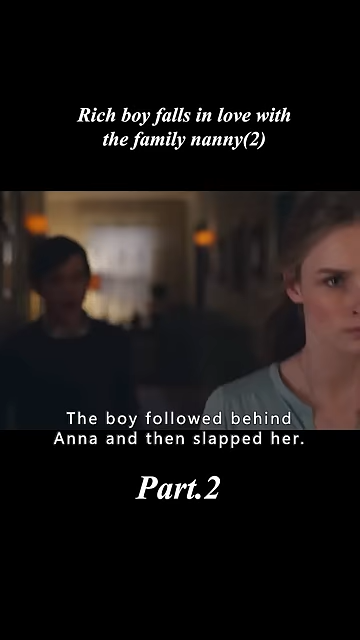 Rich boy falls in love with
the family nanny(2)
The boy followed behind
Anna and then slapped her.
Part.2